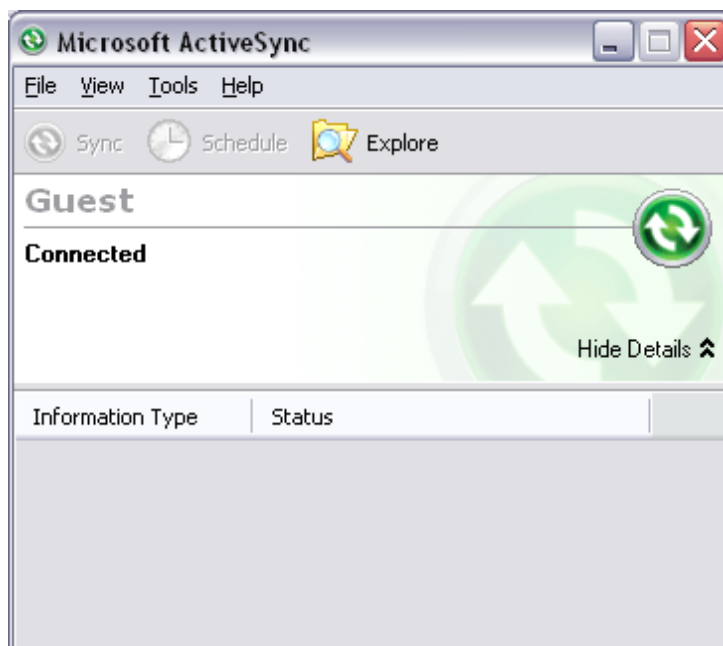 Microsoft ActiveSync
File View Tools Help
Sync Schedule Explore
Guest
Connected
Hide Details
Information Type Status